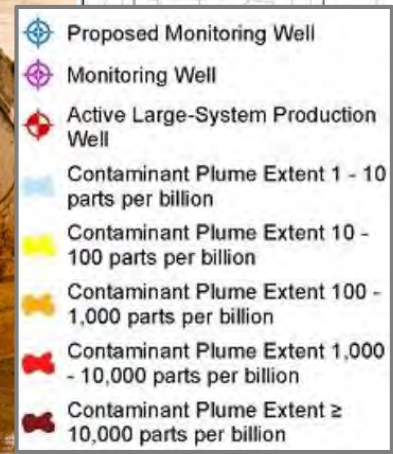 Proposed Monitoring Well
Monitoring Well
Active Large-System Production
Well
Contaminant Plume Extent 1 - 10
parts per billion
Contaminant Plume Extent 10 -
100 parts per billion
Contaminant Plume Extent 100 -
1,000 parts per billion
Contaminant Plume Extent 1,000
- 10,000 parts per billion
Contaminant Plume Extent ≥
10,000 parts per billion